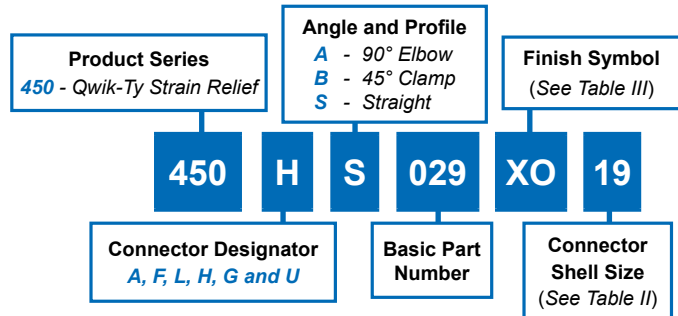 Product Series
450 - Qwik-Ty Strain Relief
Angle and Profile
A - 90° Elbow
B - 45° Clamp
S - Straight
Finish Symbol
(See Table III)
450 H S 029 XO 19
Connector Designator
A, F, L, H, G and U
Basic Part
Number
Connector
Shell Size
(See Table II)